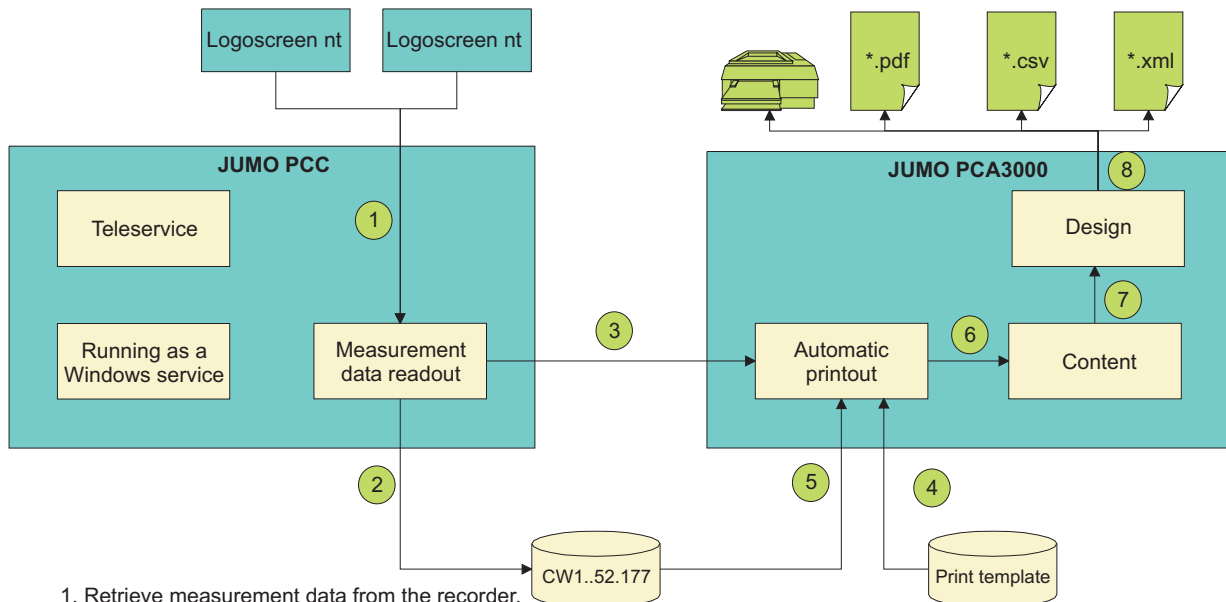 Logoscreen nt
Logoscreen nt
*.pdf
*.csv
*.xml
JUMO PCC
JUMO PCA3000
8
Teleservice
1
Design
7
Running as a
Windows service
Measurement
data readout
3
Automatic
printout
6
Content
2
5
4
CW1..52.177
Print template
1. Retrieve measurement data from the recorder.